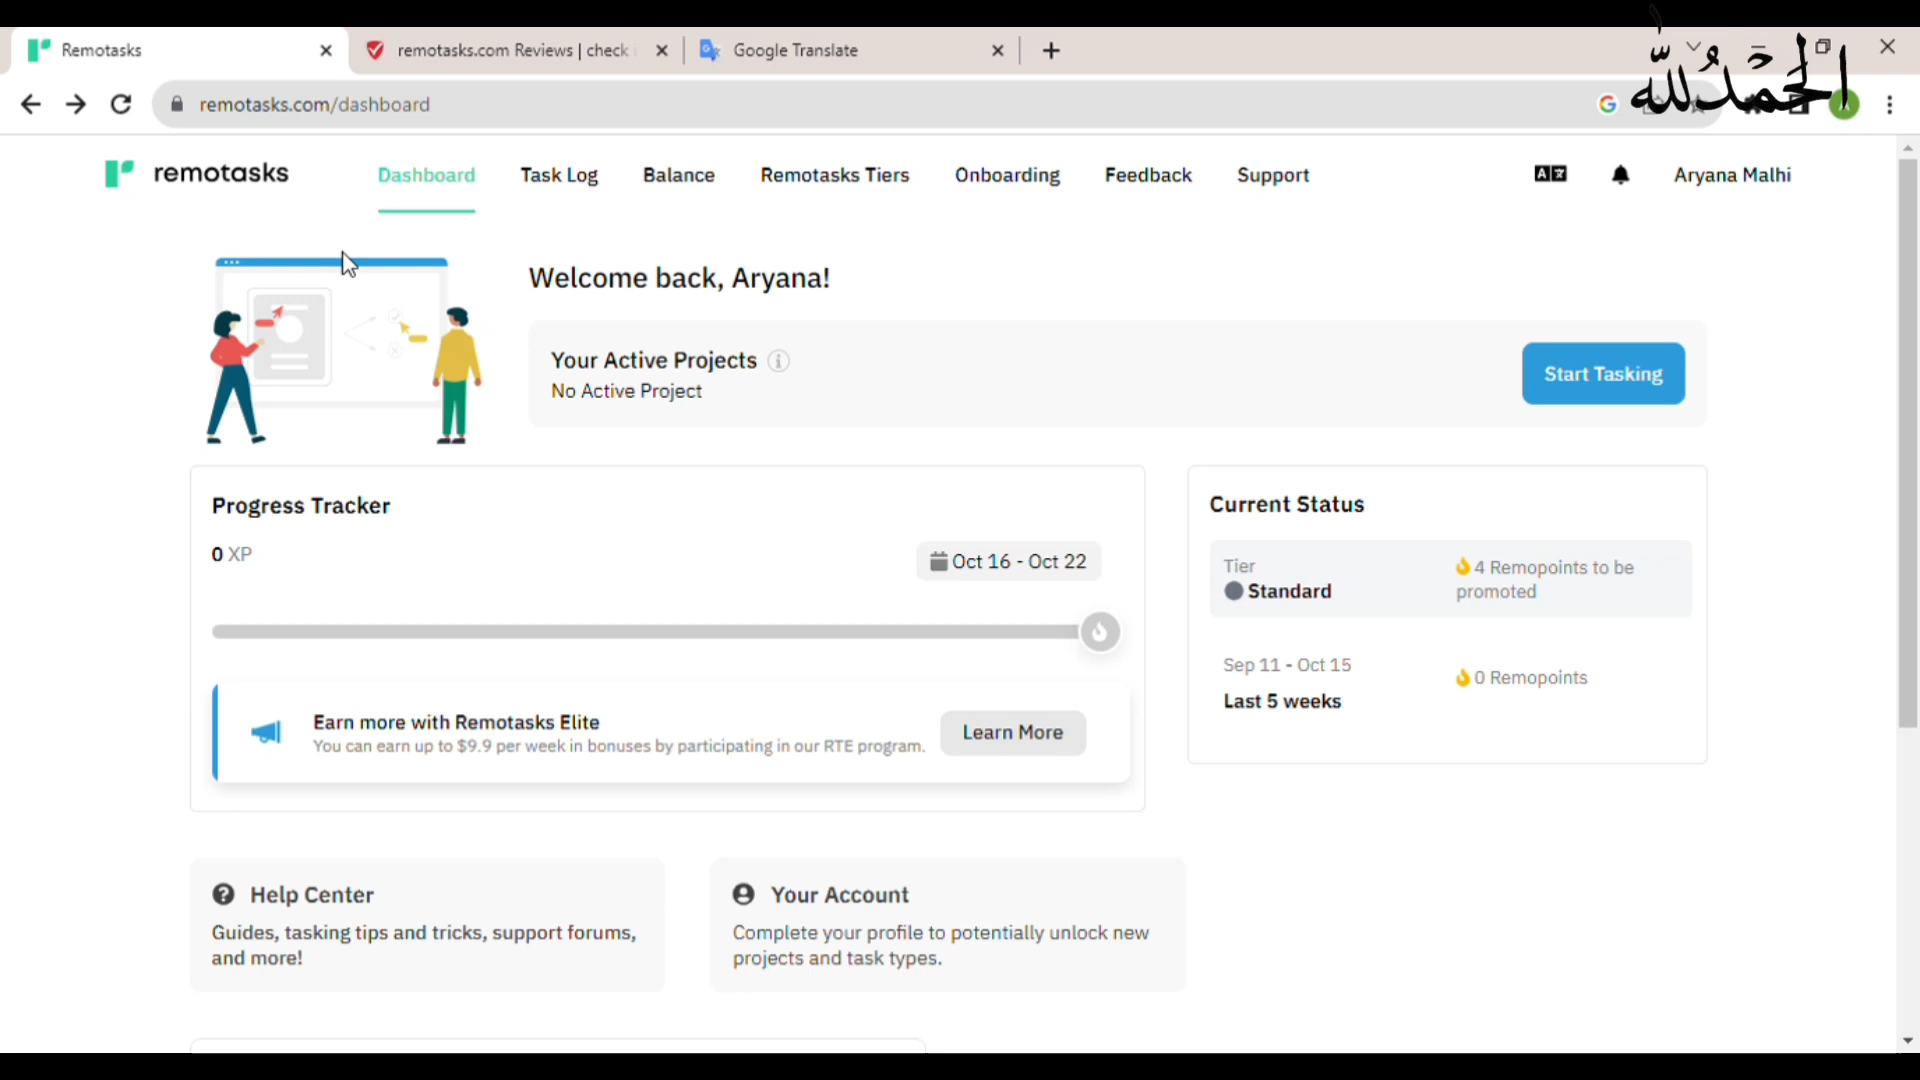 Remotasks
remotasks.com Reviews | check i
Google Translate
الحَمْدُ لِلّٰه
remotasks.com/dashboard
remotasks
Dashboard
Task Log
Balance
Remotasks Tiers
Onboarding
Feedback
Support
Aryana Malhi
Welcome back, Aryana!
Your Active Projects
No Active Project
Start Tasking
Progress Tracker
0 XP
Oct 16 - Oct 22
Earn more with Remotasks Elite
You can earn up to $9.9 per week in bonuses by participating in our RTE program.
Learn More
Current Status
Tier
Standard
4 Remopoints to be
promoted
Sep 11 - Oct 15
Last 5 weeks
0 Remopoints
Help Center
Guides, tasking tips and tricks, support forums,
and more!
Your Account
Complete your profile to potentially unlock new
projects and task types.